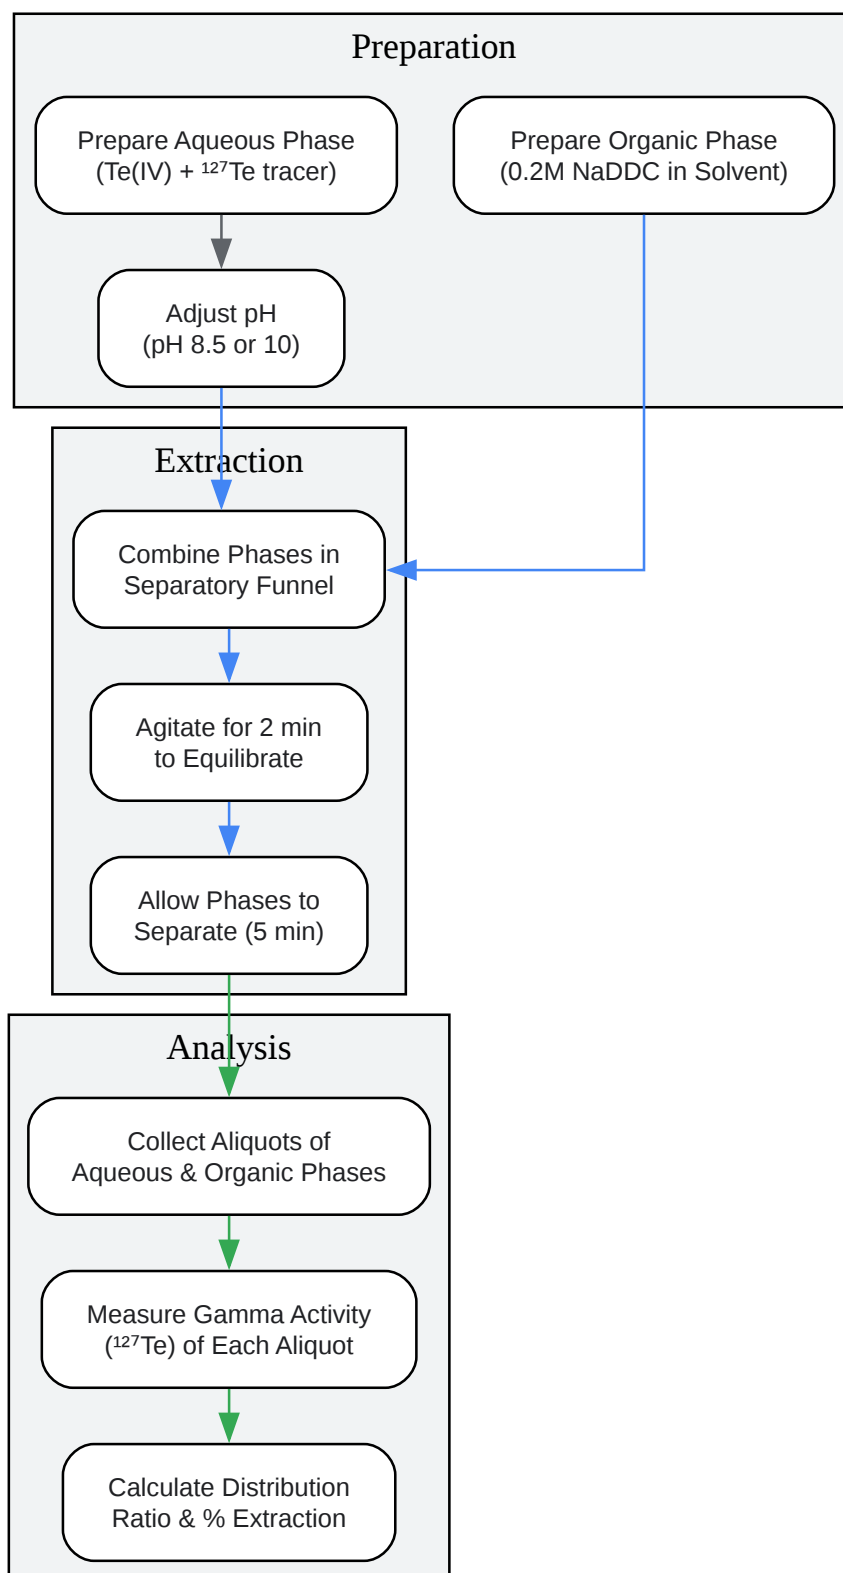 Preparation
Prepare Aqueous Phase
(Te(IV) + ¹²⁷Te tracer)
Prepare Organic Phase
(0.2M NaDDC in Solvent)
Adjust pH
(pH 8.5 or 10)
Extraction
Combine Phases in
Separatory Funnel
Agitate for 2 min
to Equilibrate
Allow Phases to
Separate (5 min)
Analysis
Collect Aliquots of
Aqueous & Organic Phases
Measure Gamma Activity
(¹²⁷Te) of Each Aliquot
Calculate Distribution
Ratio & % Extraction